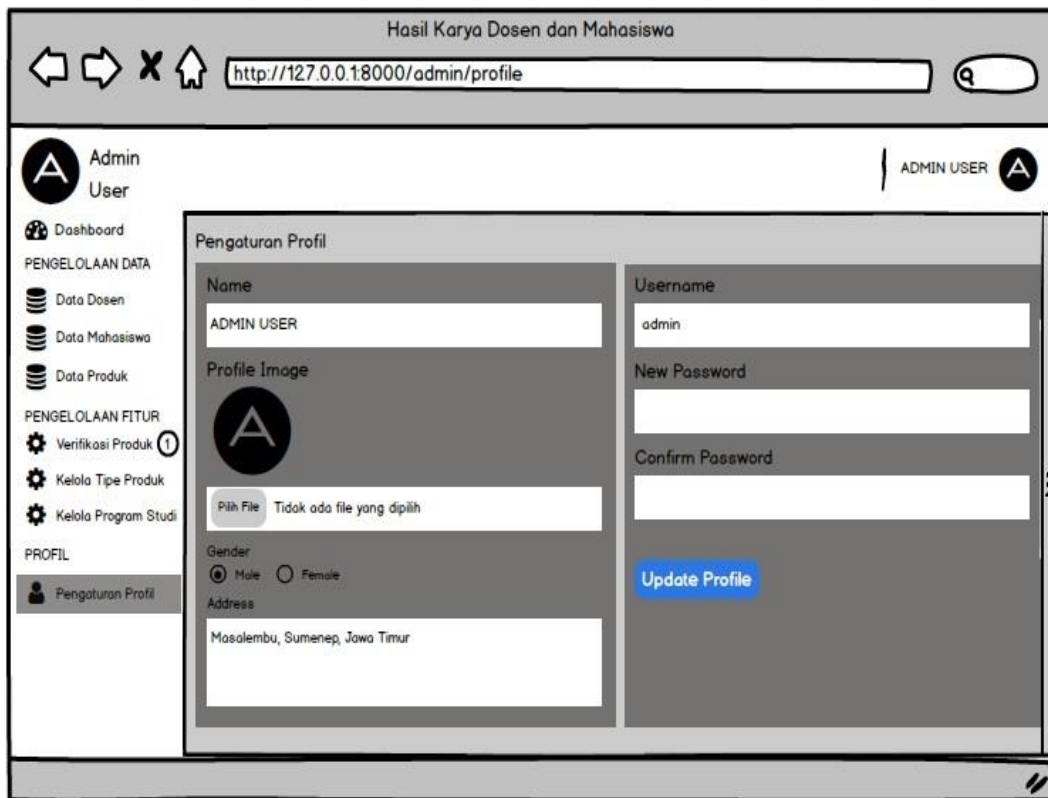 Hasil Karya Dosen dan Mahasiswa
http://127.0.0.1:8000/admin/profile
A
Admin
User
ADMIN USER
A
Dashboard
PENGELOLAAN DATA
Data Dosen
Data Mahasiswa
Data Produk
PENGELOLAAN FITUR
Verifikasi Produk 1
Kelola Tipe Produk
Kelola Program Studi
PROFIL
Pengaturan Profil
Pengaturan Profil
Name
ADMIN USER
Profile Image
A
Pilih File Tidak ada file yang dipilih
Gender
Male Female
Address
Masalembu, Sumenep, Jawa Timur
Username
admin
New Password
Confirm Password
Update Profile